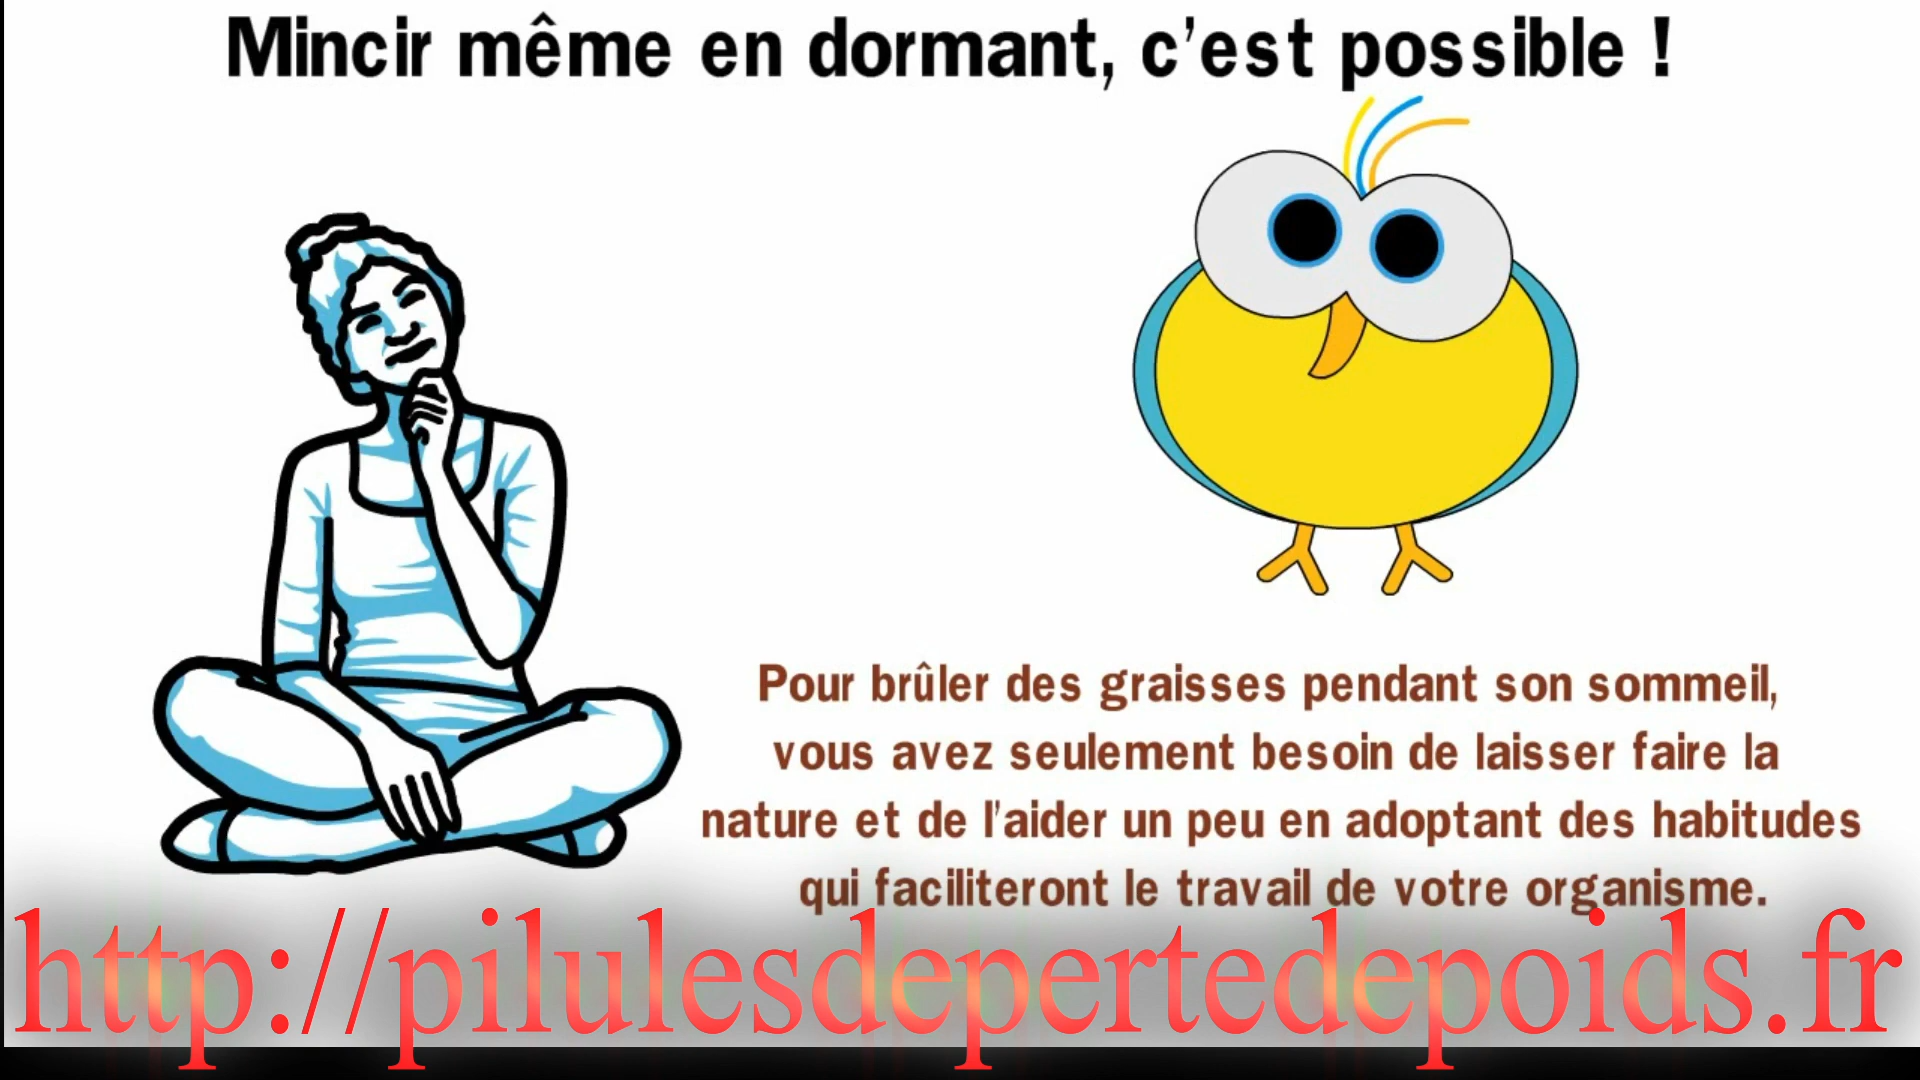 Mincir même en dormant, c'est possible !
Pour brûler des graisses pendant son sommeil,
vous avez seulement besoin de laisser faire la
nature et de l'aider un peu en adoptant des habitudes
qui faciliteront le travail de votre organisme.
http://pilulesdepertedepoids.fr